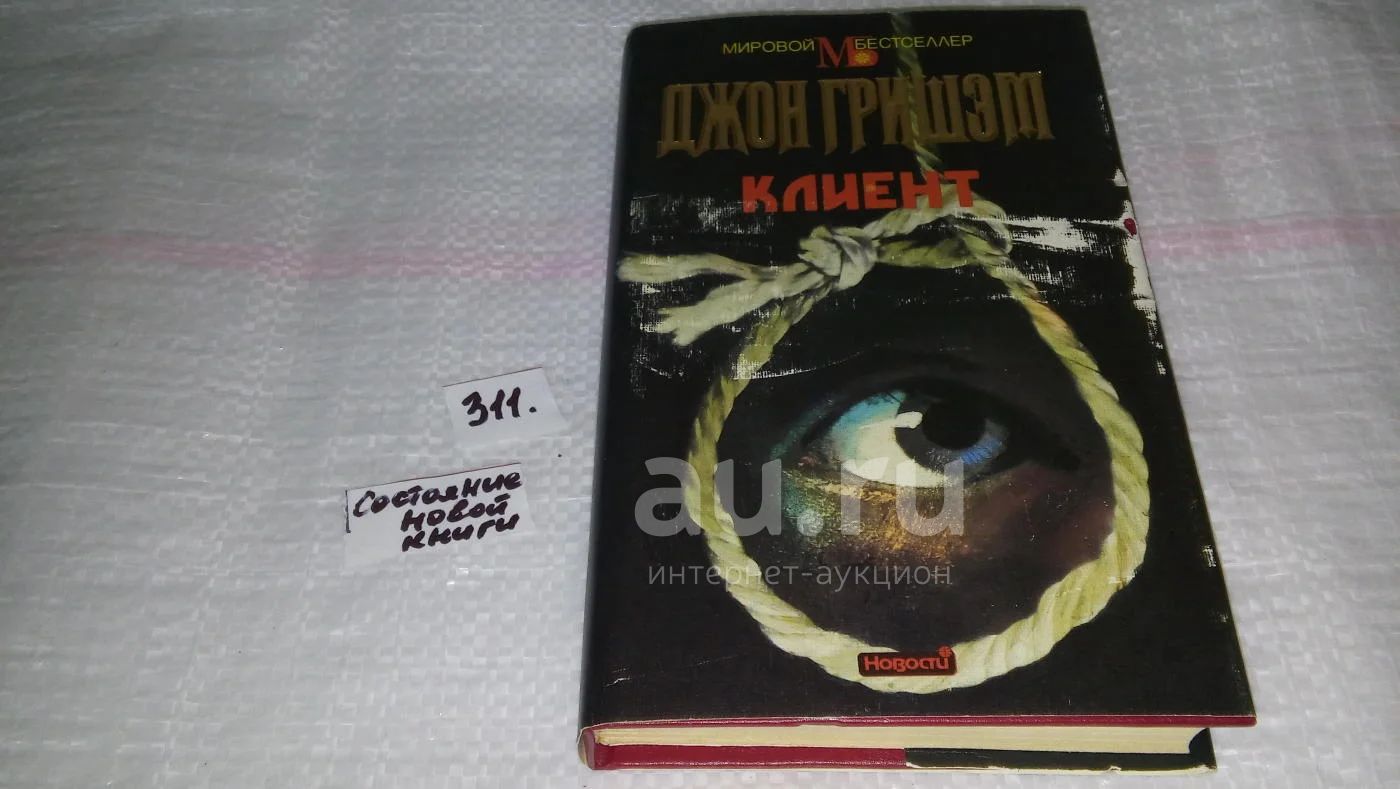 МИРОВОЙ МБ БЕСТСЕЛЛЕР
ДЖОН ГРИШЭМ
КЛИЕНТ
311.
Состояние
новой
книги
au.ru
интернет-аукцион
Новости